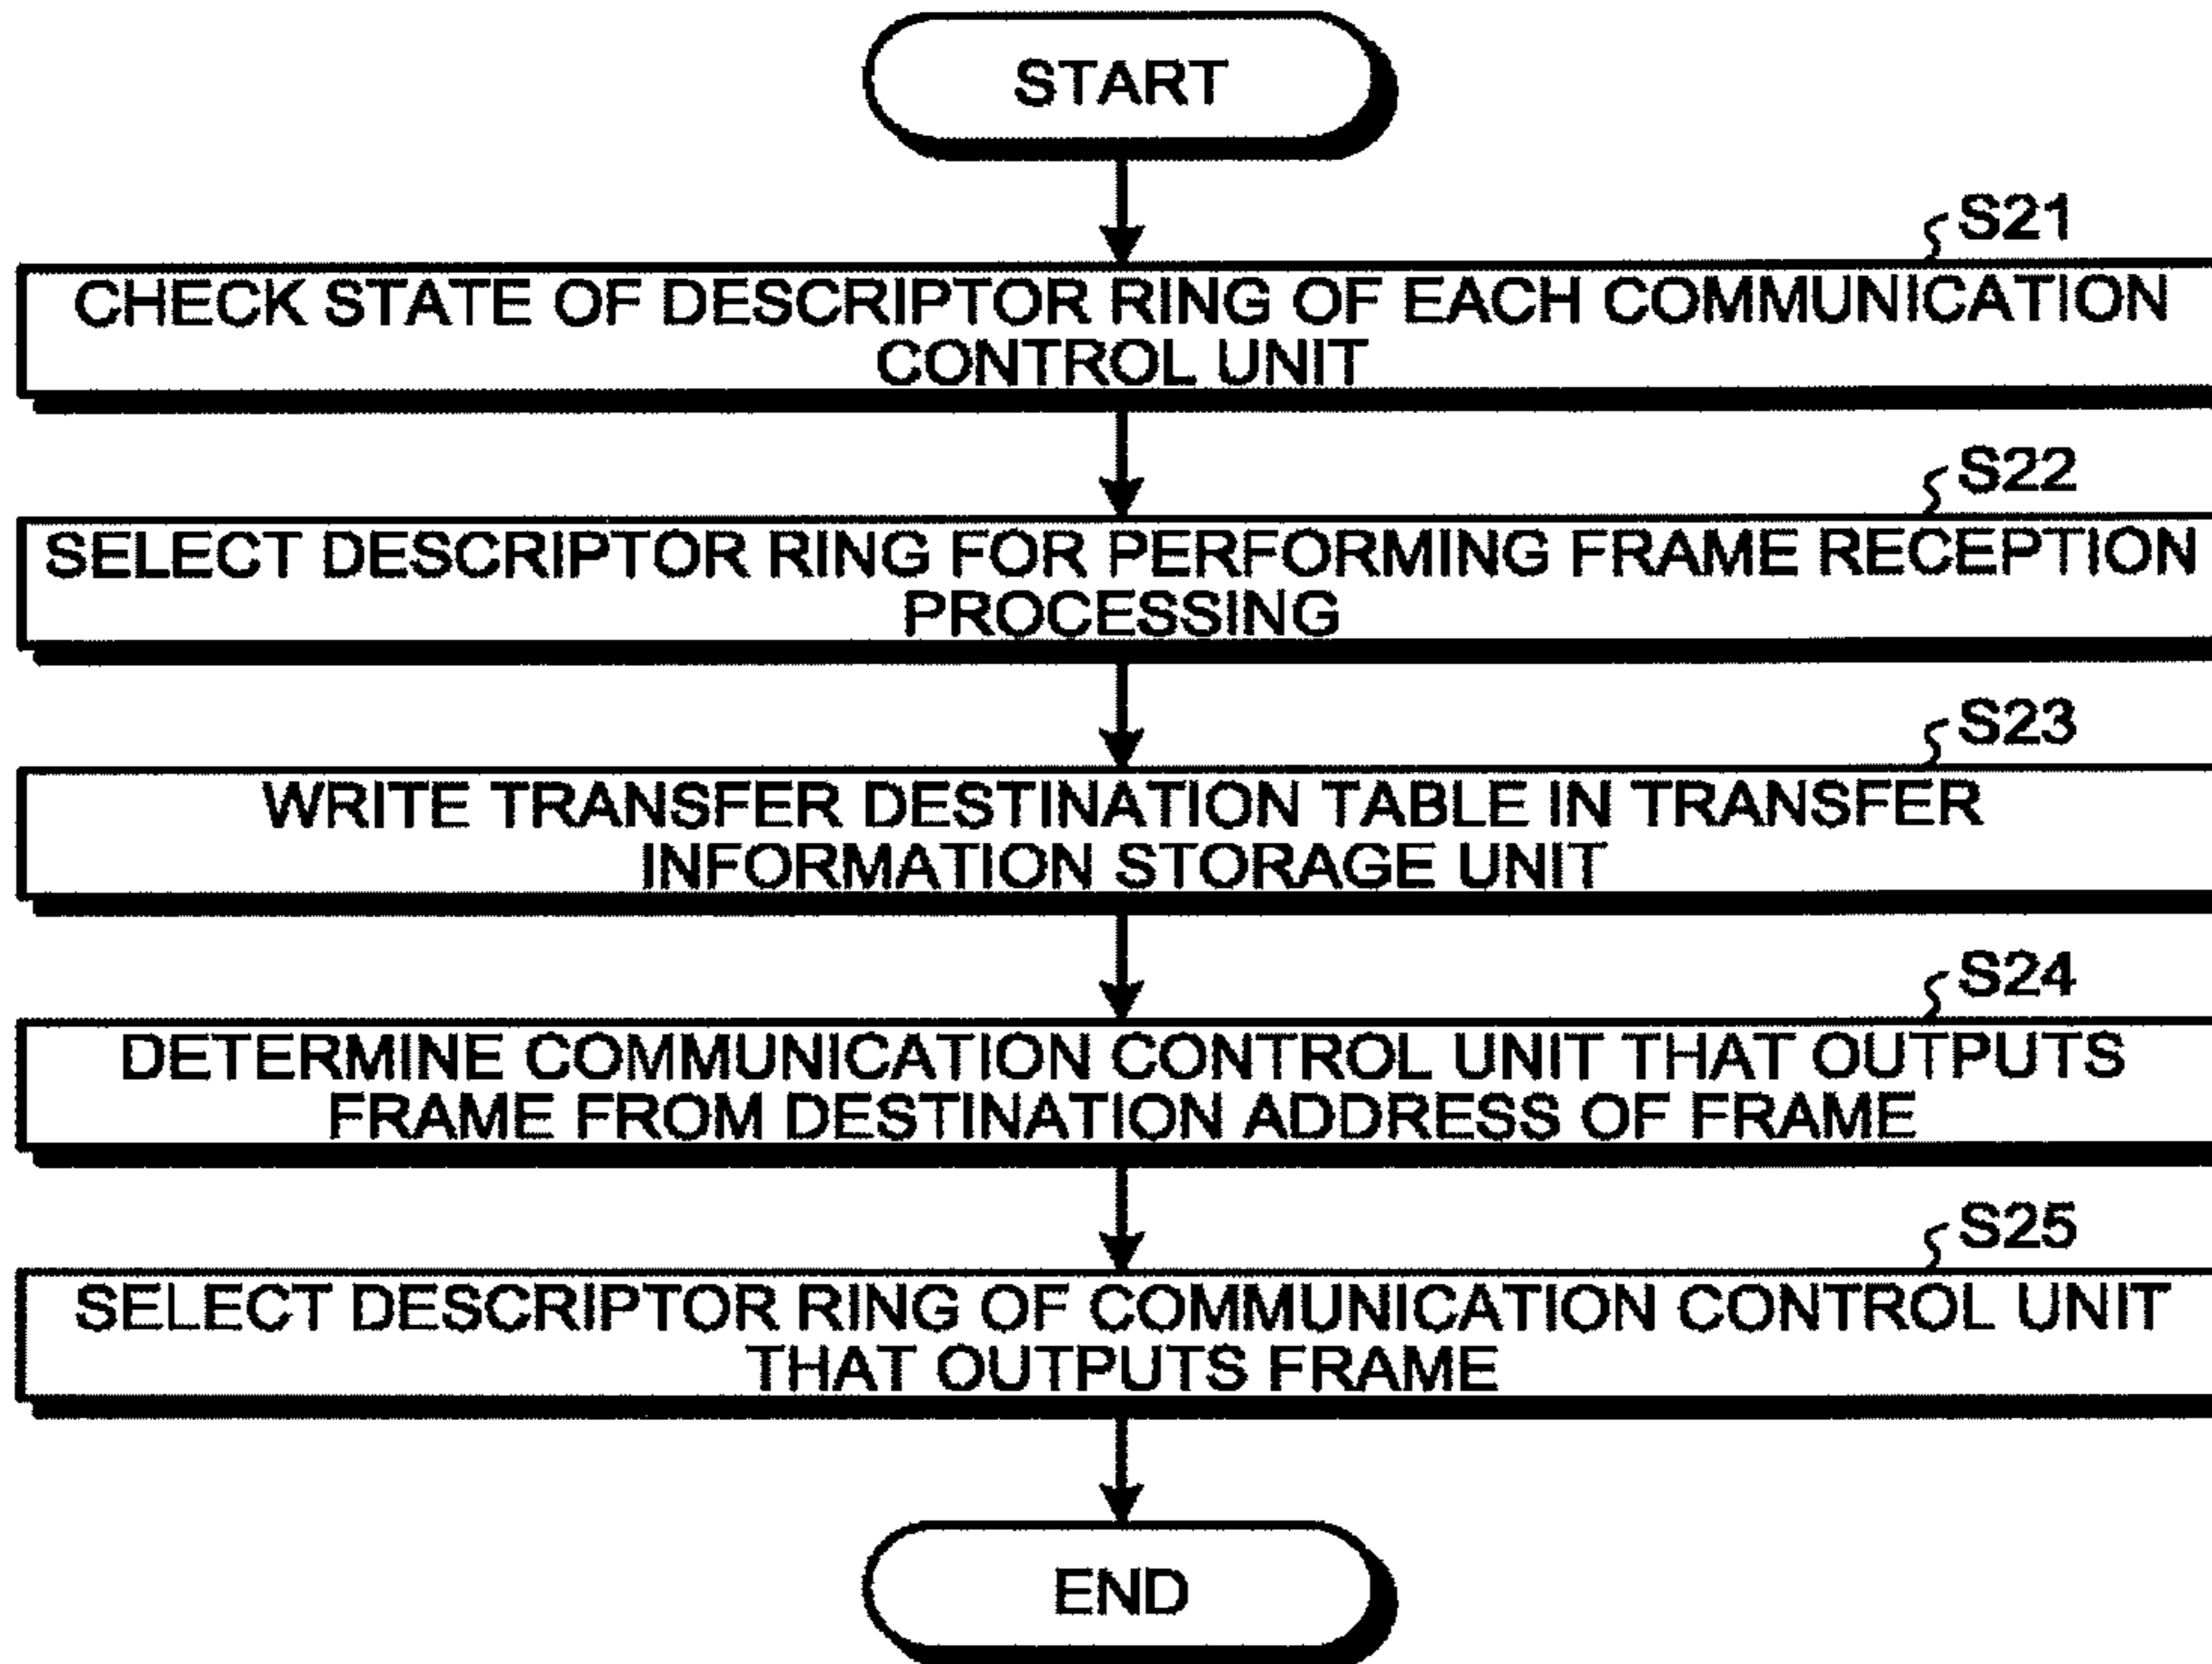 START
S21
CHECK STATE OF DESCRIPTOR RING OF EACH COMMUNICATION
CONTROL UNIT
S22
SELECT DESCRIPTOR RING FOR PERFORMING FRAME RECEPTION
PROCESSING
S23
WRITE TRANSFER DESTINATION TABLE IN TRANSFER
INFORMATION STORAGE UNIT
S24
DETERMINE COMMUNICATION CONTROL UNIT THAT OUTPUTS
FRAME FROM DESTINATION ADDRESS OF FRAME
S25
SELECT DESCRIPTOR RING OF COMMUNICATION CONTROL UNIT
THAT OUTPUTS FRAME
END